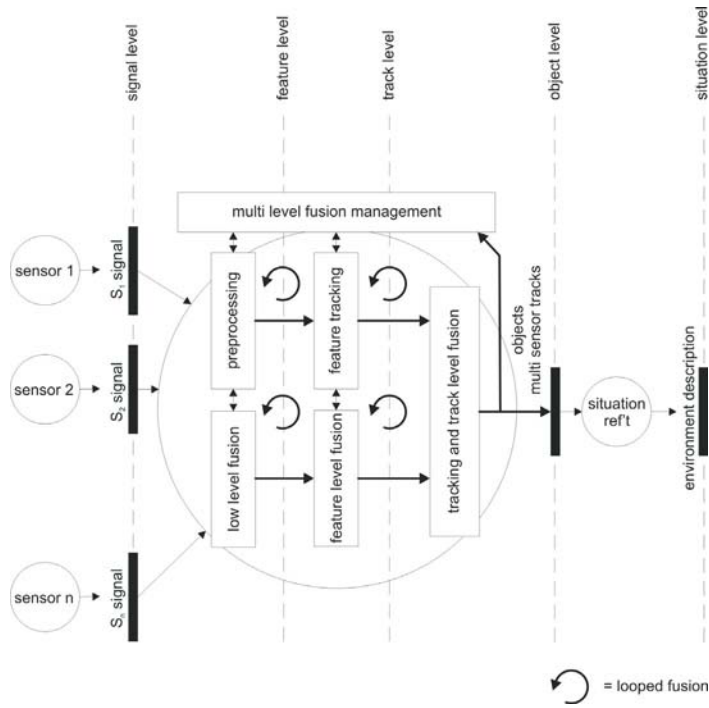 signal level
feature level
track level
object level
situation level
multi level fusion management
sensor 1
S1 signal
preprocessing
feature tracking
objects
multi sensor tracks
sensor 2
S2 signal
low level fusion
feature level fusion
tracking and track level fusion
situation
ref't
environment description
sensor n
Sn signal
= looped fusion